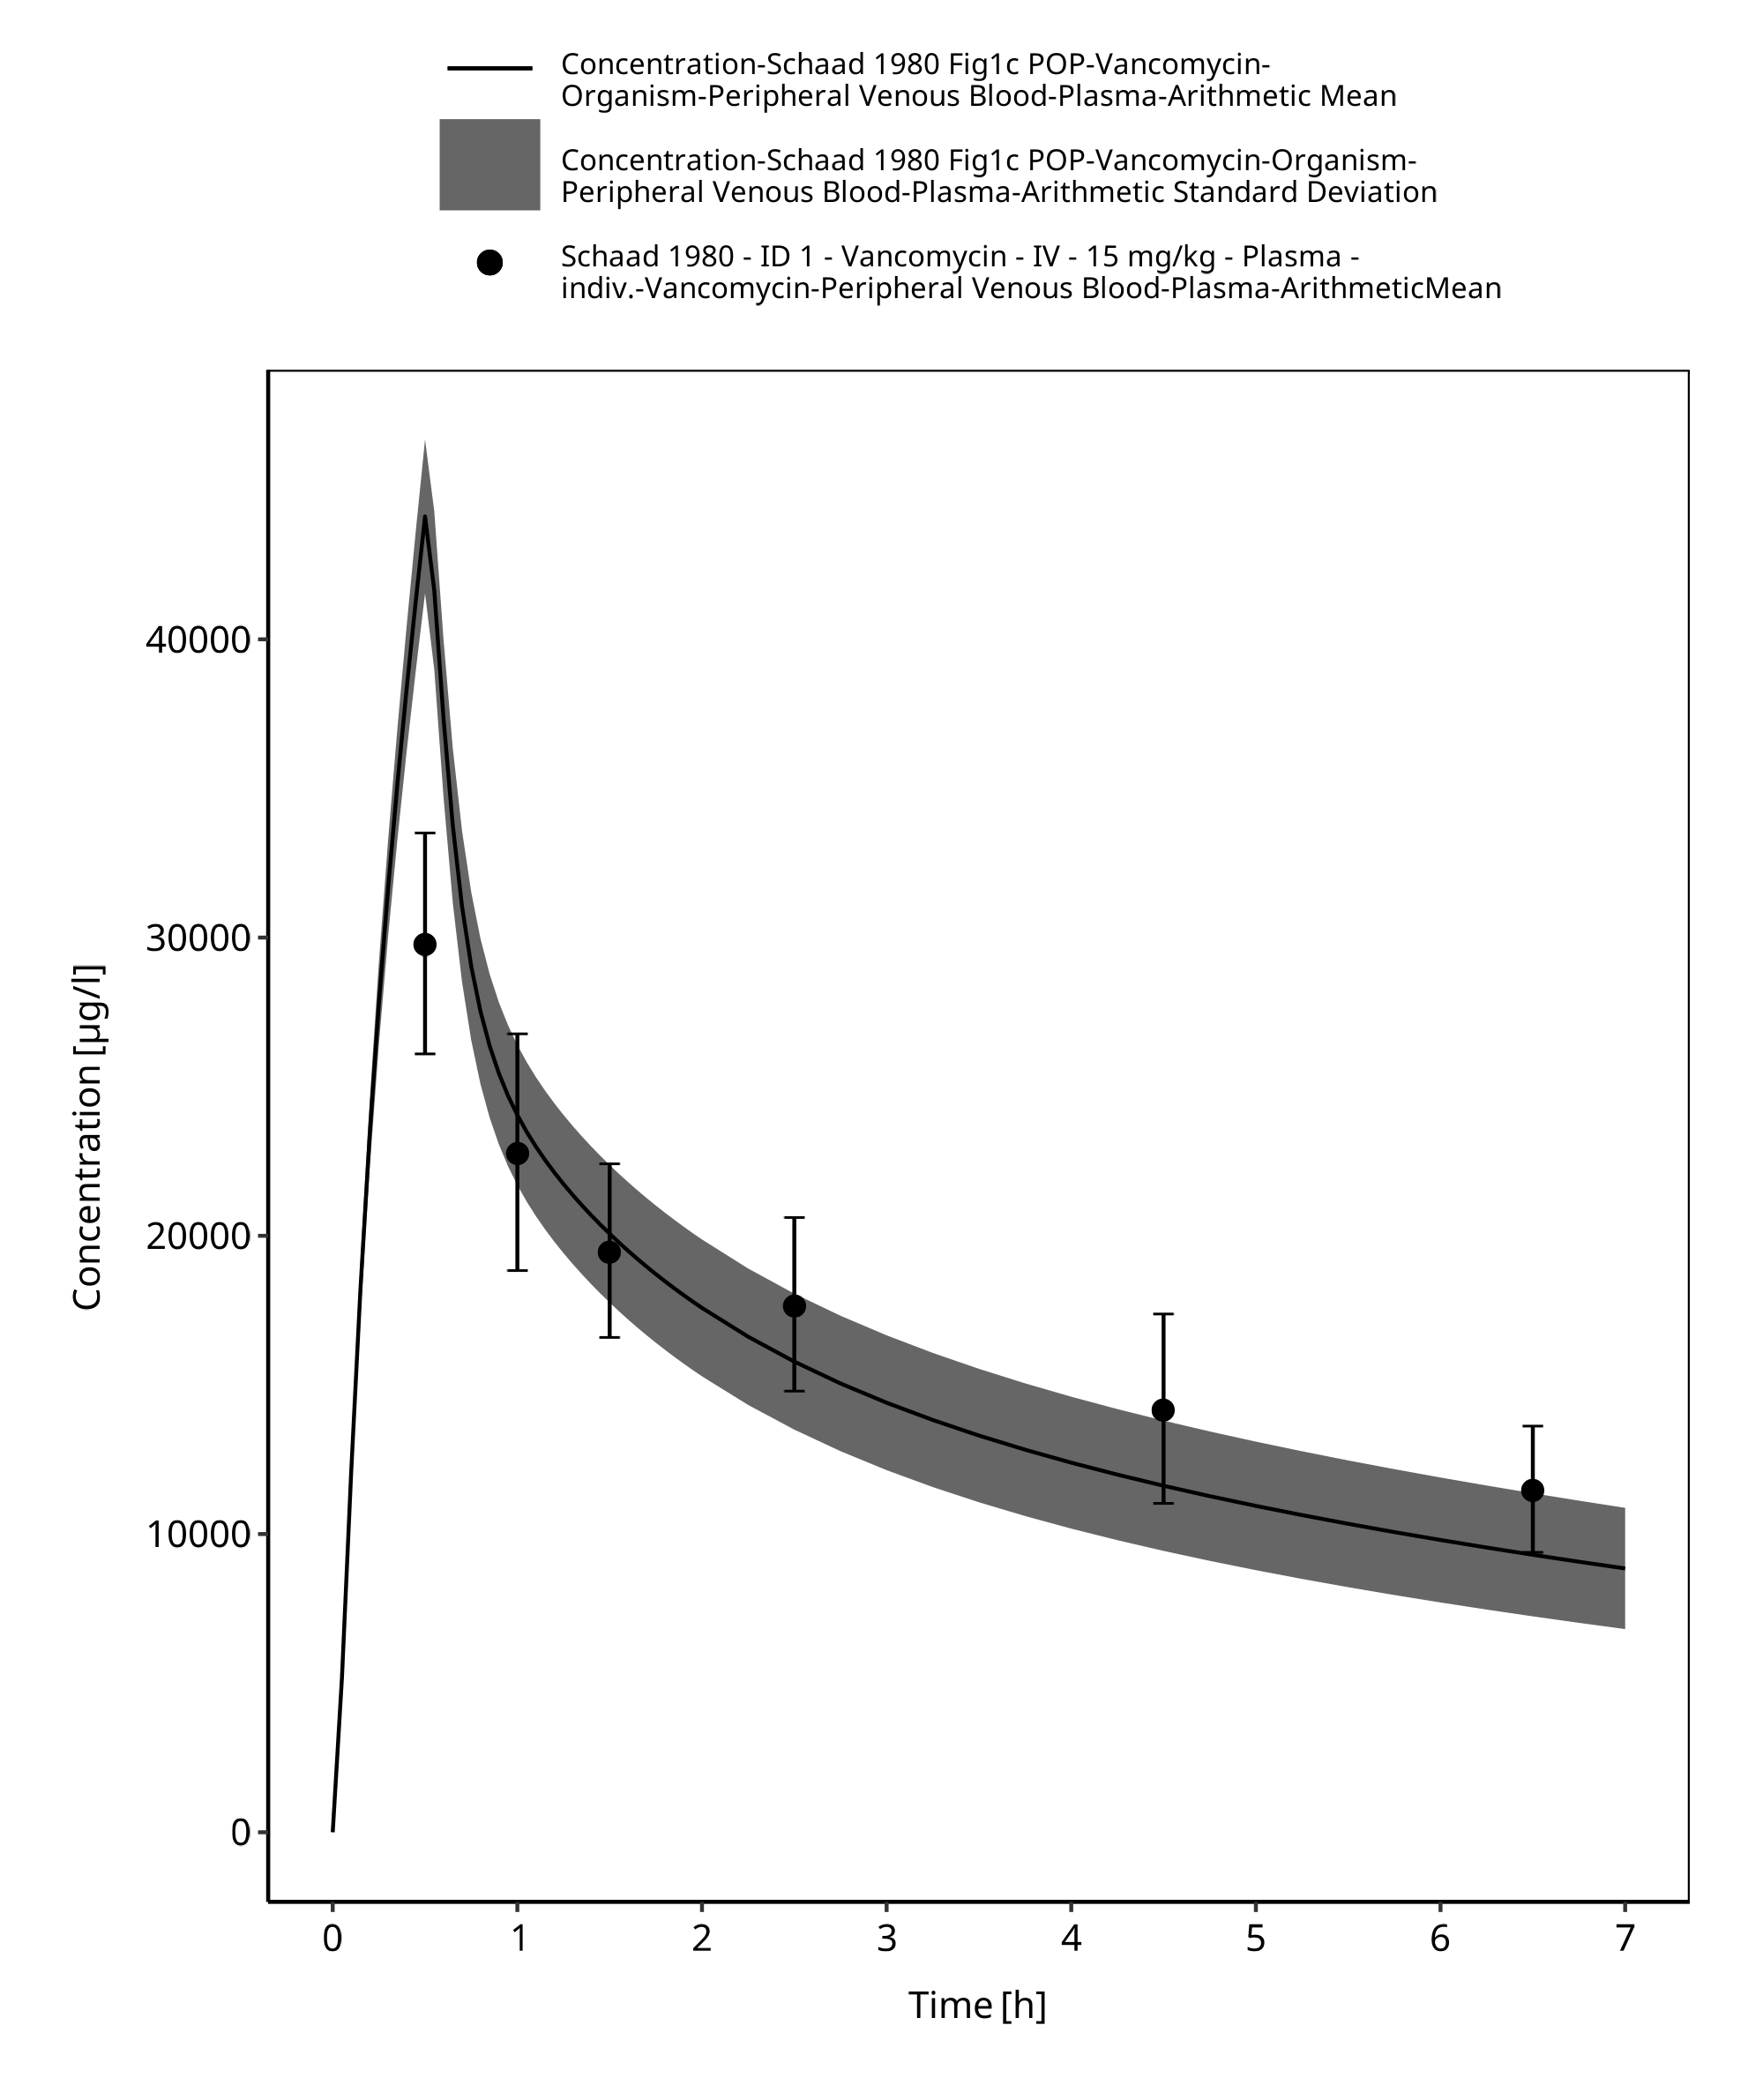 Concentration-Schaad 1980 Fig1c POP-Vancomycin-
Organism-Peripheral Venous Blood-Plasma-Arithmetic Mean
Concentration-Schaad 1980 Fig1c POP-Vancomycin-Organism-
Peripheral Venous Blood-Plasma-Arithmetic Standard Deviation
Schaad 1980 - ID 1 - Vancomycin - IV - 15 mg/kg - Plasma -
indiv.-Vancomycin-Peripheral Venous Blood-Plasma-ArithmeticMean
Concentration [µg/l]
40000
30000
20000
10000
0
0 1 2 3 4 5 6 7
Time [h]